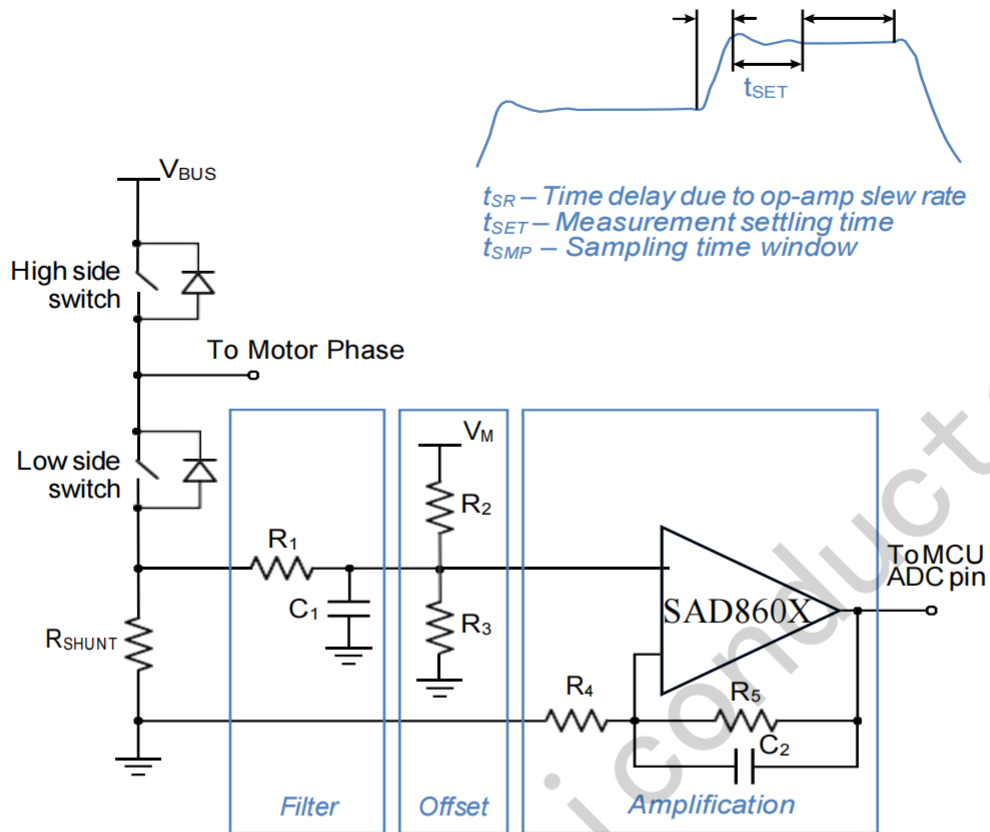 tSET
tSR – Time delay due to op-amp slew rate
tSET – Measurement settling time
tSMP – Sampling time window
VBUS
High side
switch
To Motor Phase
Low side
switch
VM
R2
R1
C1
R3
RSHUNT
SAD860X
To MCU
ADC pin
R4
R5
C2
Filter
Offset
Amplification
iconduct